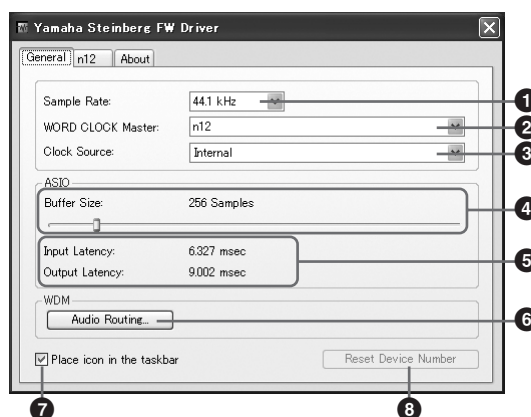 Yamaha Steinberg FW Driver
General n12 About
Sample Rate: 44.1 kHz 1
WORD CLOCK Master: n12 2
Clock Source: Internal 3
ASIO
Buffer Size: 256 Samples 4
Input Latency: 6.327 msec 5
Output Latency: 9.002 msec
WDM
Audio Routing... 6
Place icon in the taskbar Reset Device Number
7 8